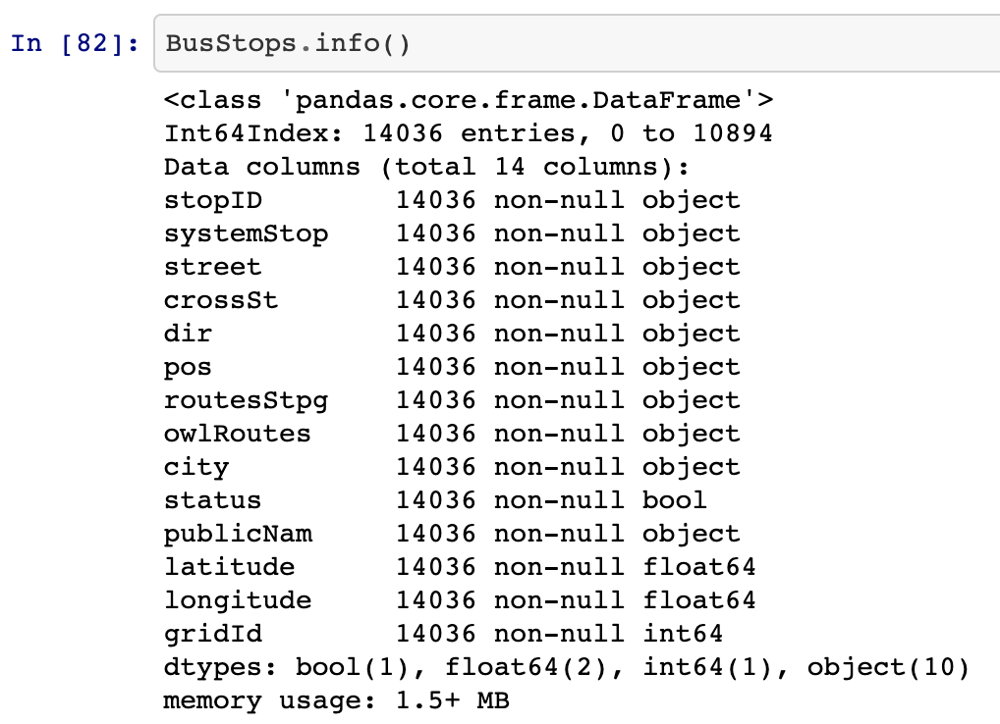 In [82]: BusStops.info()
<class 'pandas.core.frame.DataFrame'>
Int64Index: 14036 entries, 0 to 10894
Data columns (total 14 columns):
stopID        14036 non-null object
systemStop    14036 non-null object
street        14036 non-null object
crossSt       14036 non-null object
dir           14036 non-null object
pos           14036 non-null object
routesStpg    14036 non-null object
owlRoutes     14036 non-null object
city          14036 non-null object
status        14036 non-null bool
publicNam     14036 non-null object
latitude      14036 non-null float64
longitude     14036 non-null float64
gridId        14036 non-null int64
dtypes: bool(1), float64(2), int64(1), object(10)
memory usage: 1.5+ MB